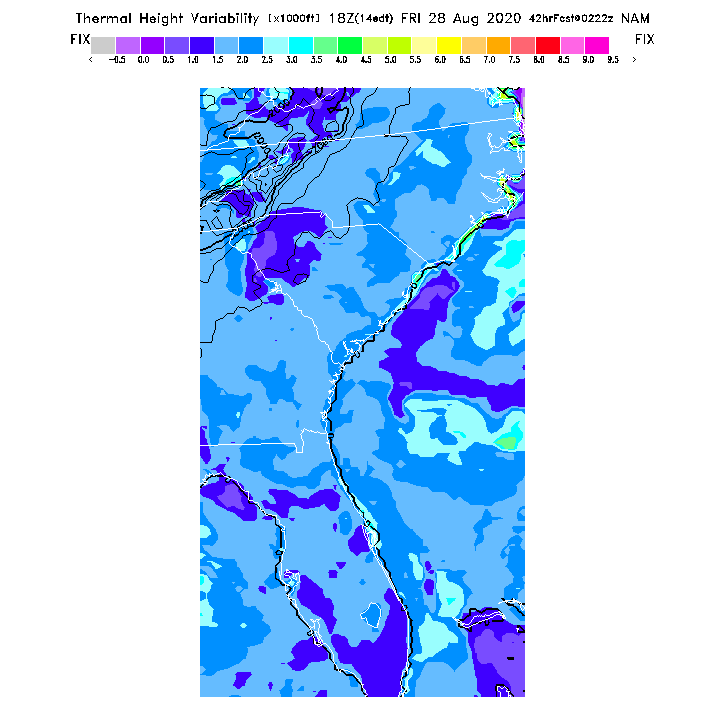 Thermal Height Variability [x1000ft] 18Z(14edt) FRI 28 Aug 2020 42hrFcst@0222z NAM
FIX FIX
< -0.5 0.0 0.5 1.0 1.5 2.0 2.5 3.0 3.5 4.0 4.5 5.0 5.5 6.0 6.5 7.0 7.5 8.0 8.5 9.0 9.5 >